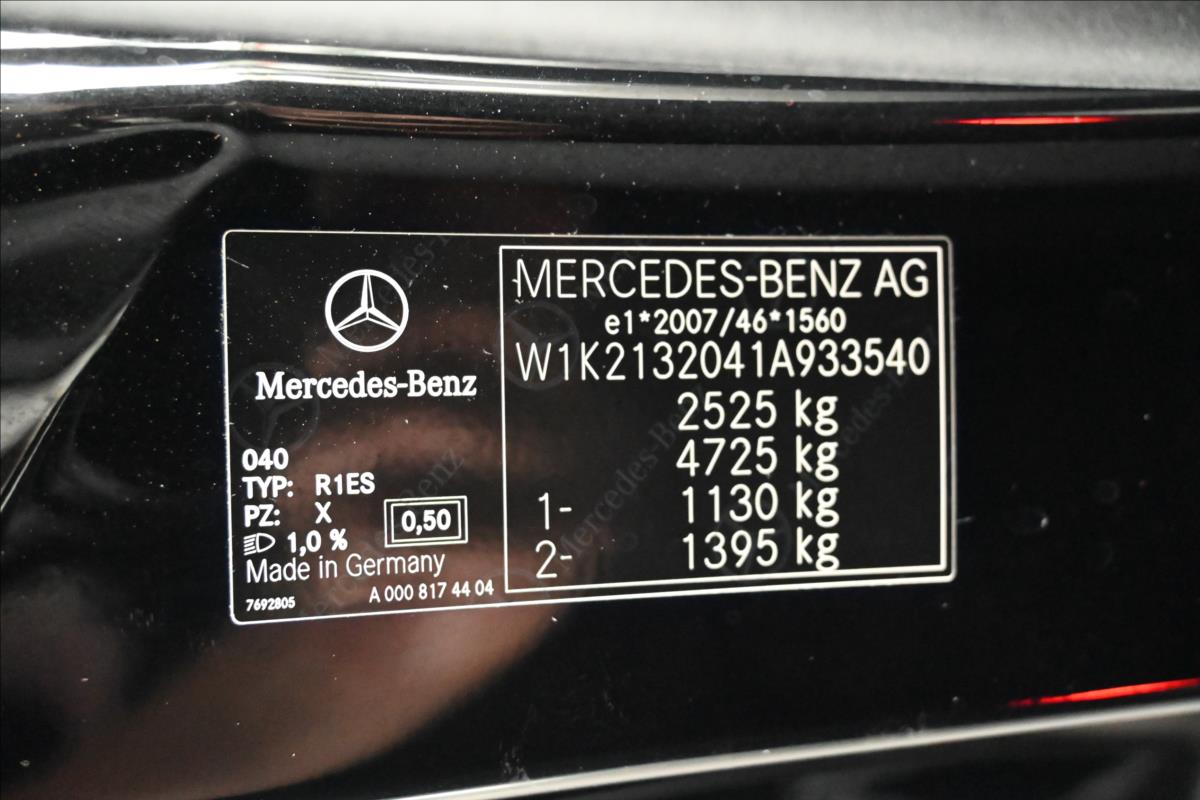 Mercedes-Benz
040
TYP: R1ES
PZ: X
1,0 %
0,50
Made in Germany
7692805
A 000 817 44 04
MERCEDES-BENZ AG
e1*2007/46*1560
W1K2132041A933540
2525 kg
4725 kg
1- 1130 kg
2- 1395 kg